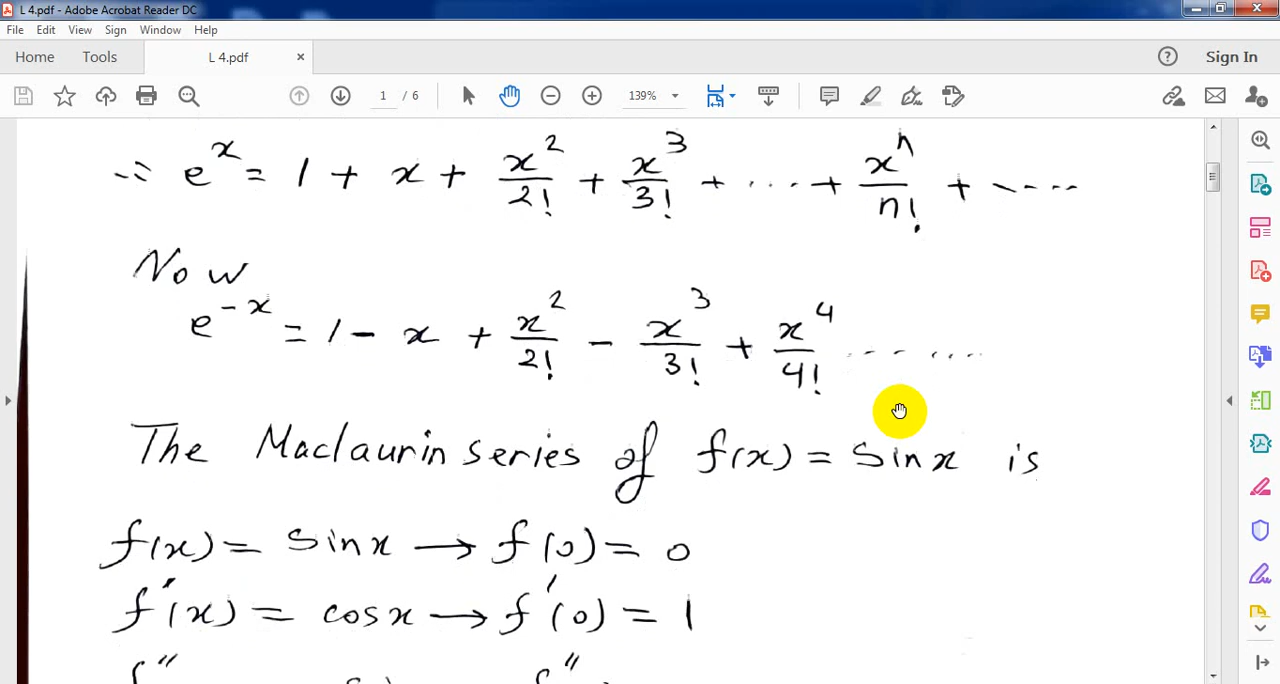 L 4.pdf - Adobe Acrobat Reader DC
File Edit View Sign Window Help
Home Tools L 4.pdf × ? Sign In
1 / 6 139%
∴ e^x = 1 + x + x^2/2! + x^3/3! + ..... + x^n/n! + ----
Now
e^-x = 1 - x + x^2/2! - x^3/3! + x^4/4! ---- ....
The Maclaurin series of f(x) = Sin x is
f(x) = Sin x → f(0) = 0
f'(x) = cos x → f'(0) = 1